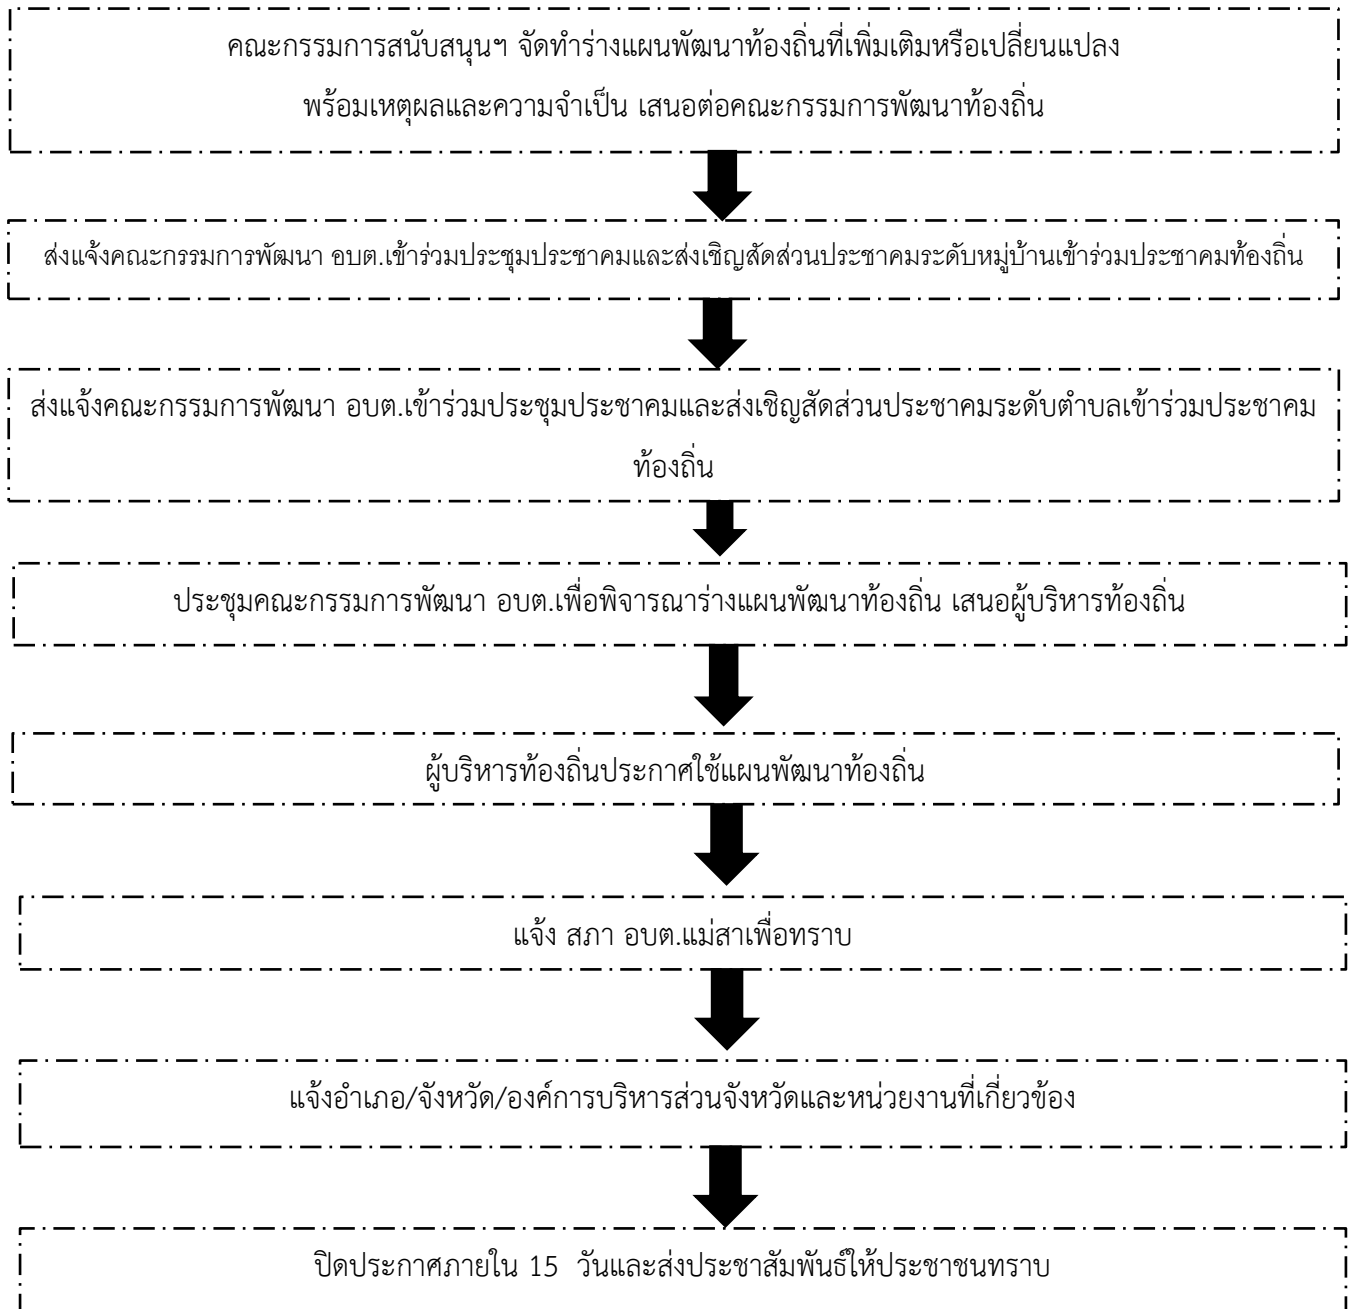 คณะกรรมการสนับสนุนฯ จัดทำร่างแผนพัฒนาท้องถิ่นที่เพิ่มเติมหรือเปลี่ยนแปลง
พร้อมเหตุผลและความจำเป็น เสนอต่อคณะกรรมการพัฒนาท้องถิ่น
ส่งแจ้งคณะกรรมการพัฒนา อบต.เข้าร่วมประชุมประชาคมและส่งเชิญสัดส่วนประชาคมระดับหมู่บ้านเข้าร่วมประชาคมท้องถิ่น
ส่งแจ้งคณะกรรมการพัฒนา อบต.เข้าร่วมประชุมประชาคมและส่งเชิญสัดส่วนประชาคมระดับตำบลเข้าร่วมประชาคม
ท้องถิ่น
ประชุมคณะกรรมการพัฒนา อบต.เพื่อพิจารณาร่างแผนพัฒนาท้องถิ่น เสนอผู้บริหารท้องถิ่น
ผู้บริหารท้องถิ่นประกาศใช้แผนพัฒนาท้องถิ่น
แจ้ง สภา อบต.แม่สาเพื่อทราบ
แจ้งอำเภอ/จังหวัด/องค์การบริหารส่วนจังหวัดและหน่วยงานที่เกี่ยวข้อง
ปิดประกาศภายใน 15 วันและส่งประชาสัมพันธ์ให้ประชาชนทราบ